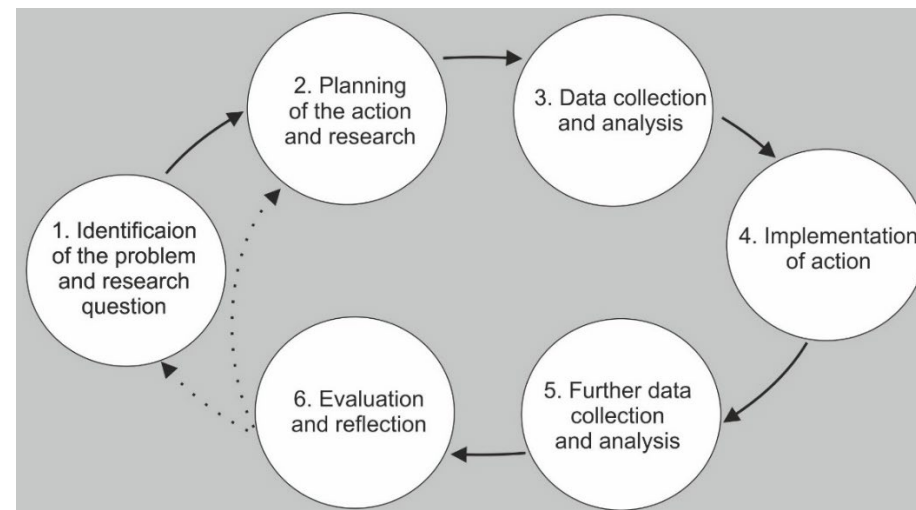 1. Identificaion
of the problem
and research
question
2. Planning
of the action
and research
3. Data collection
and analysis
4. Implementation
of action
5. Further data
collection
and analysis
6. Evaluation
and reflection